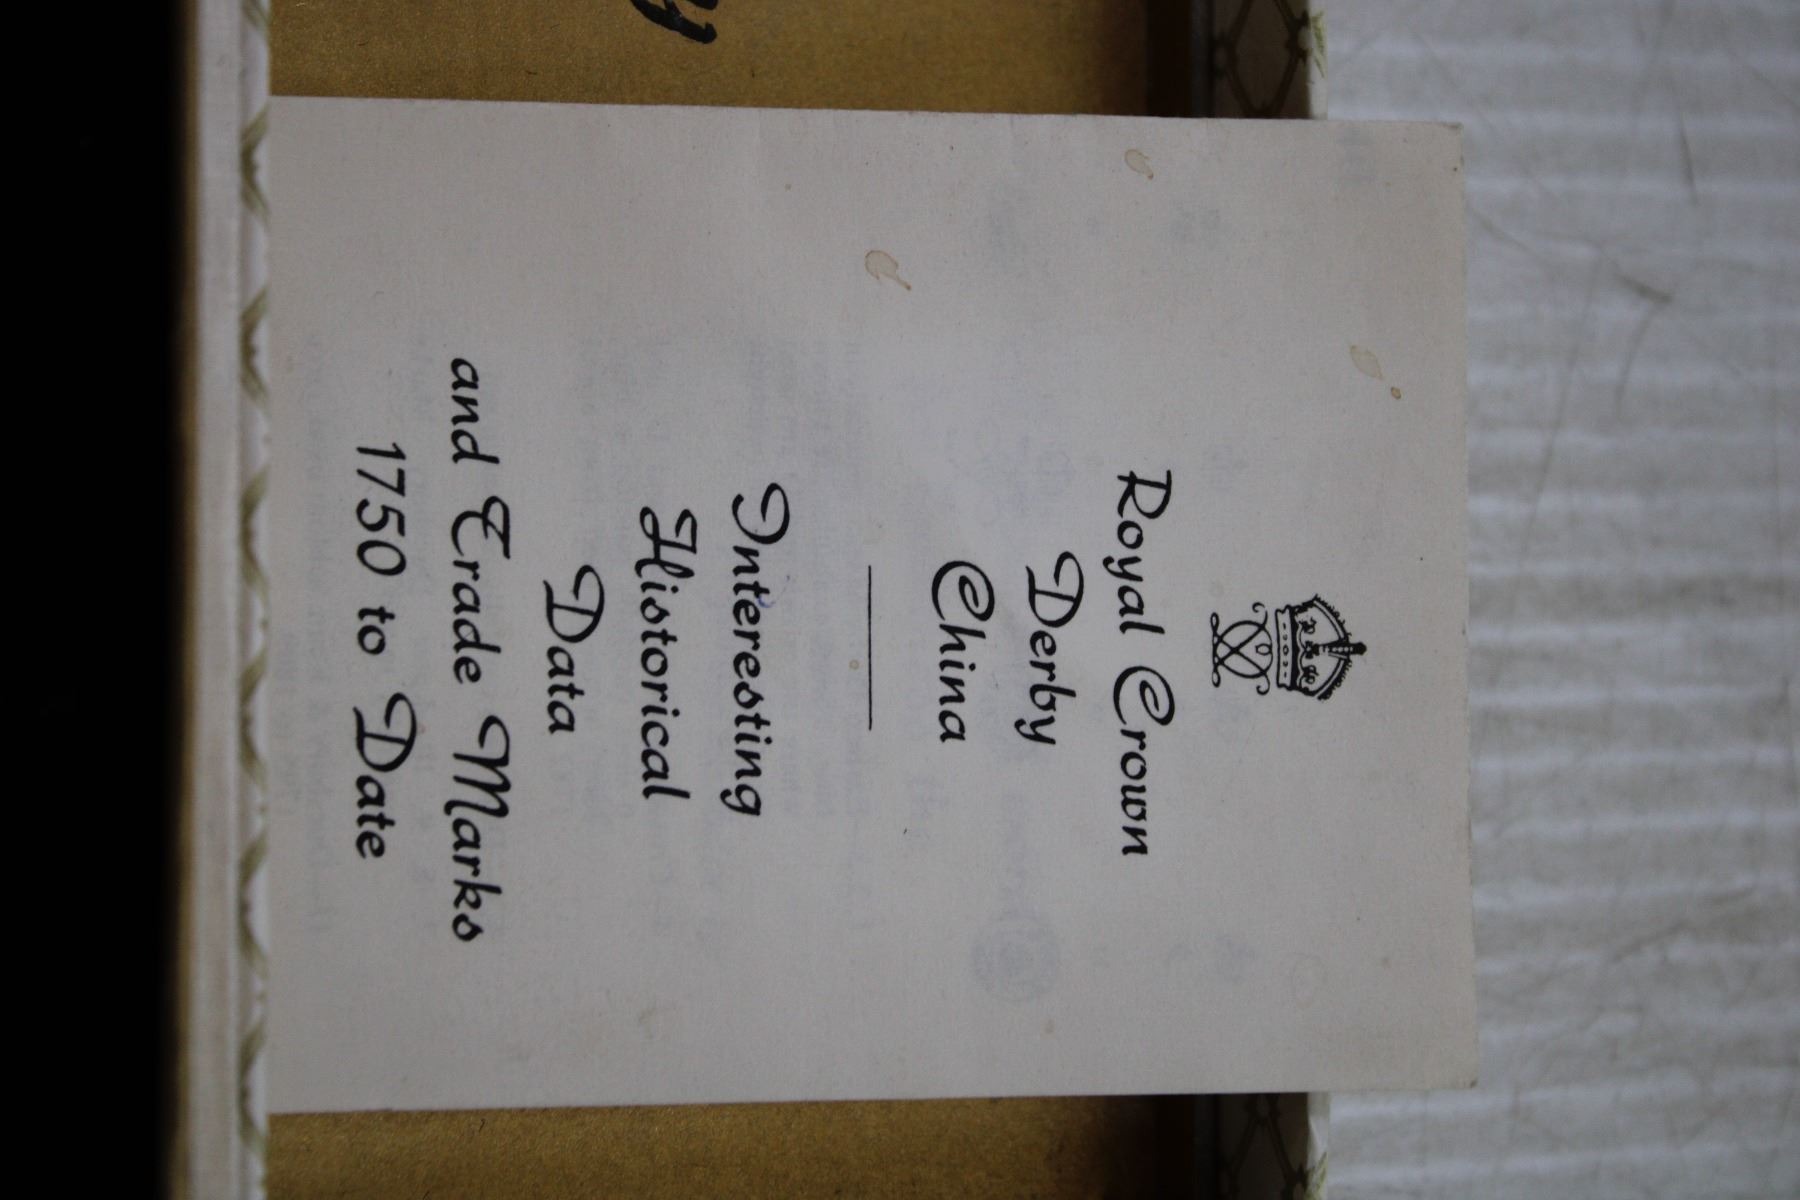 Royal Crown
Derby
China
Interesting
Historical
Data
and Trade Marks
1750 to Date